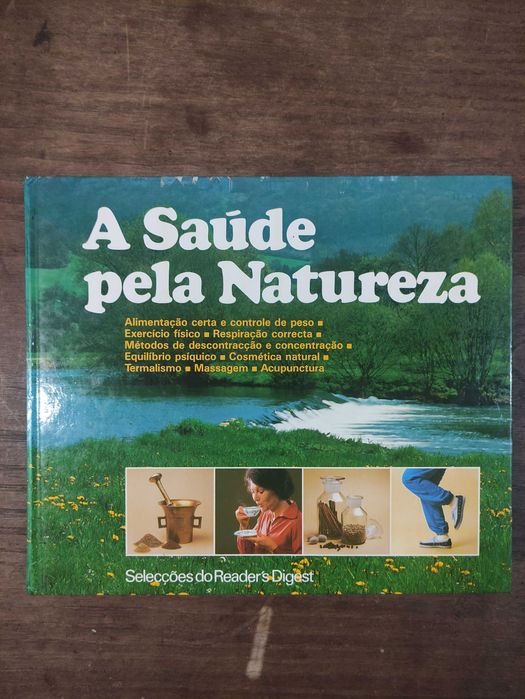 A Saúde
pela Natureza
Alimentação certa e controle de peso ■
Exercício físico ■ Respiração correcta ■
Métodos de descontracção e concentração ■
Equilíbrio psíquico ■ Cosmética natural ■
Termalismo ■ Massagem ■ Acupunctura
Selecções do Reader's Digest